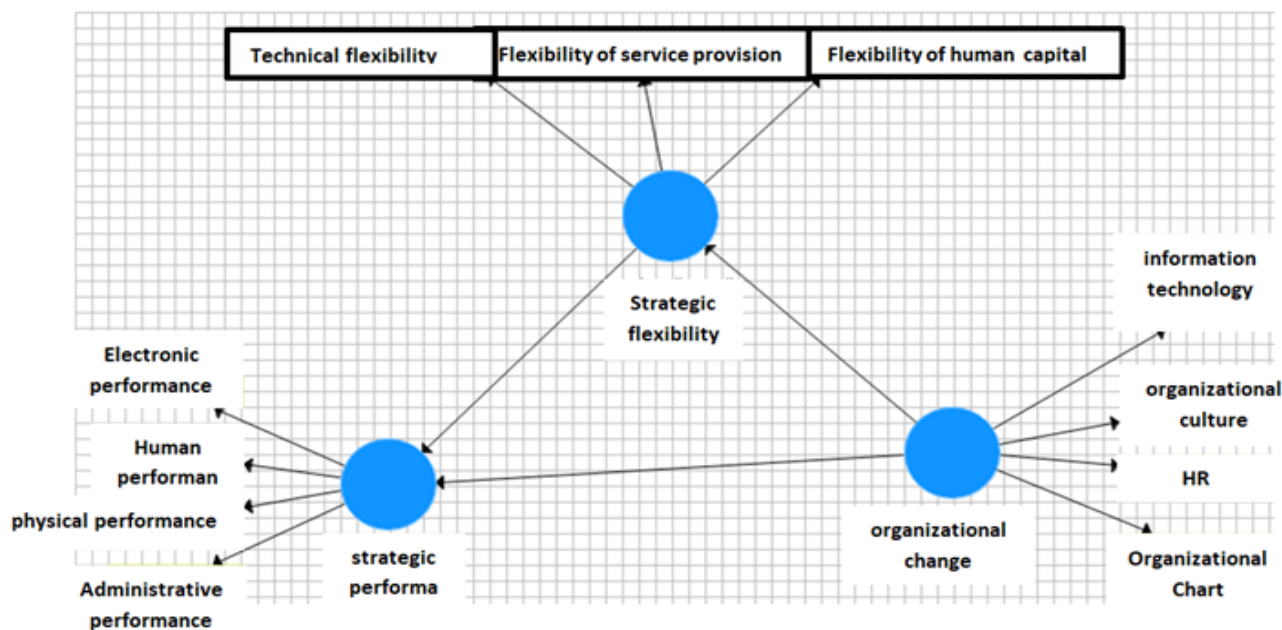 Technical flexibility
Flexibility of service provision
Flexibility of human capital
information
technology
Strategic
flexibility
Electronic
performance
organizational
culture
Human
performan
HR
physical performance
organizational
change
strategic
performa
Organizational
Chart
Administrative
performance